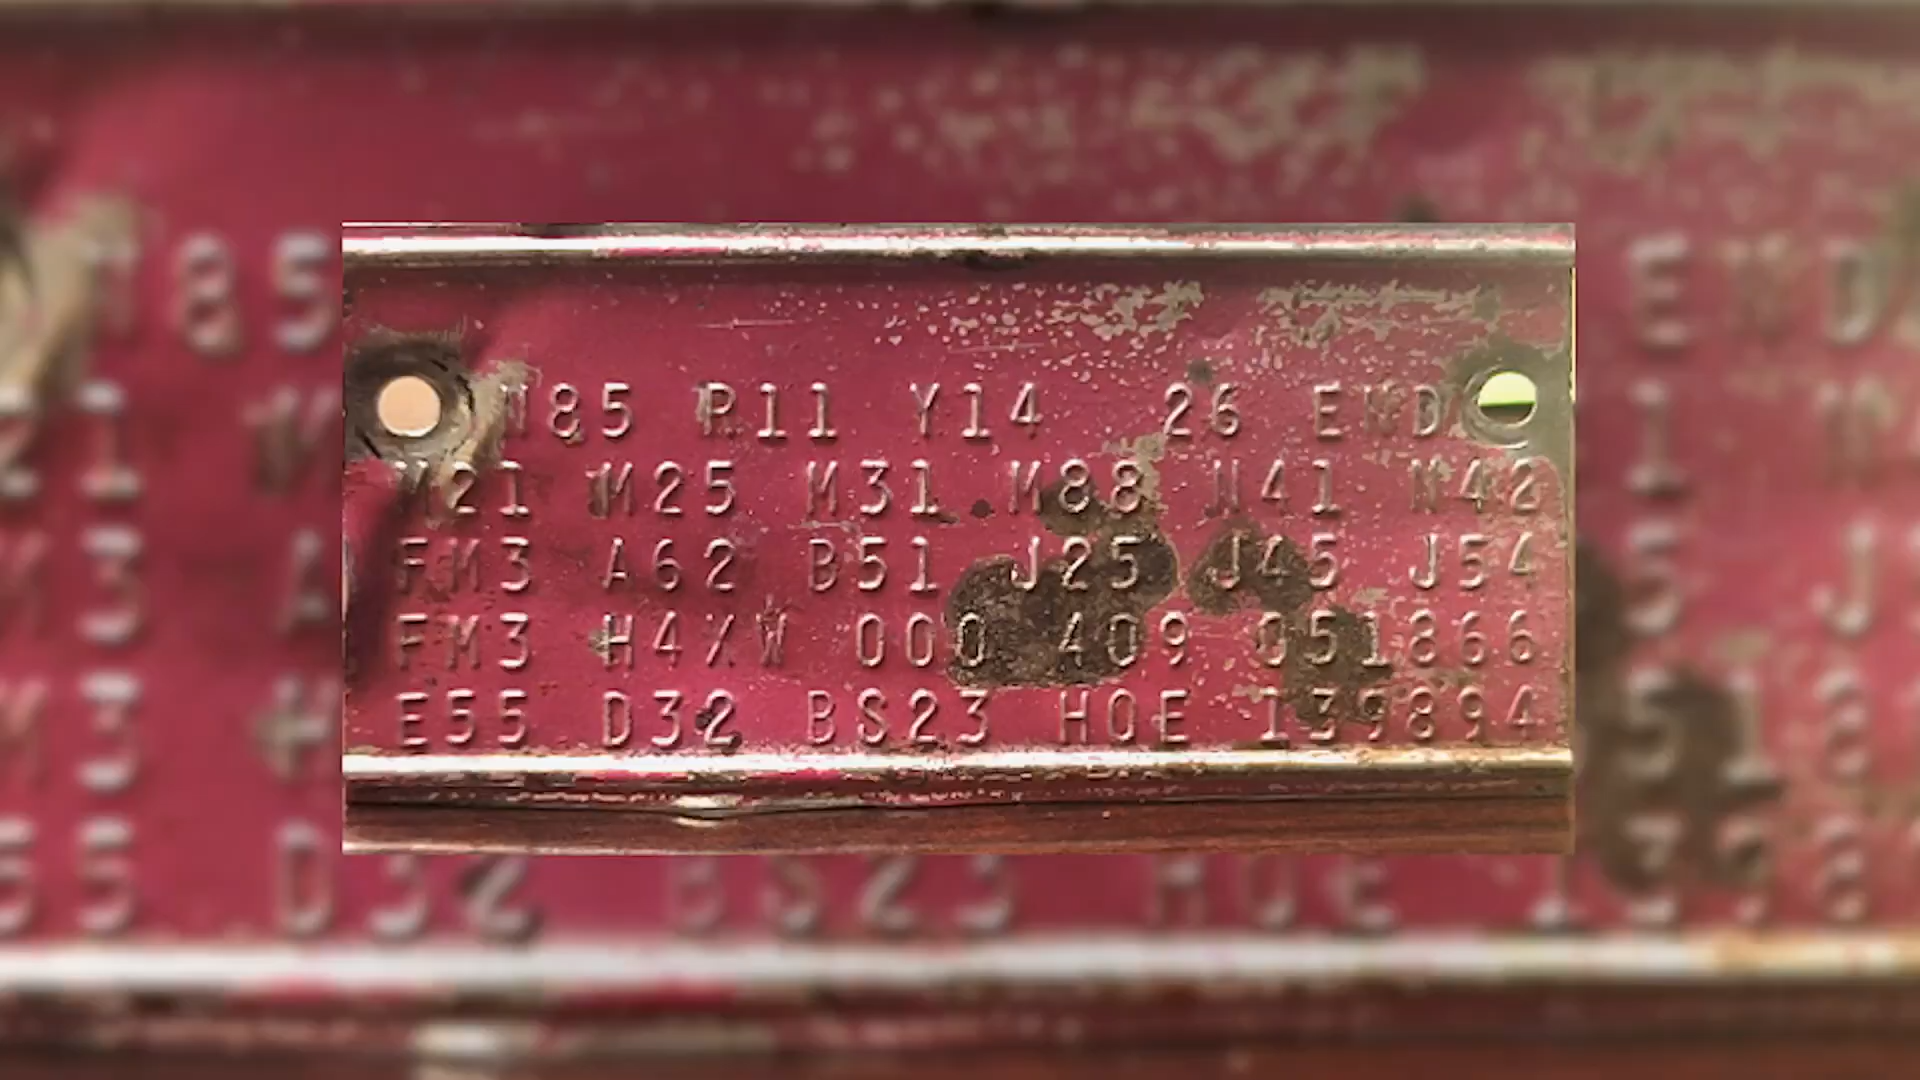 N85 R11 Y14 26 END
M21 M25 M31 M88 N41 N42
FM3 A62 B51 J25 J45 J54
FM3 H4XW 000 409 051866
E55 D32 BS23 H0E 139894